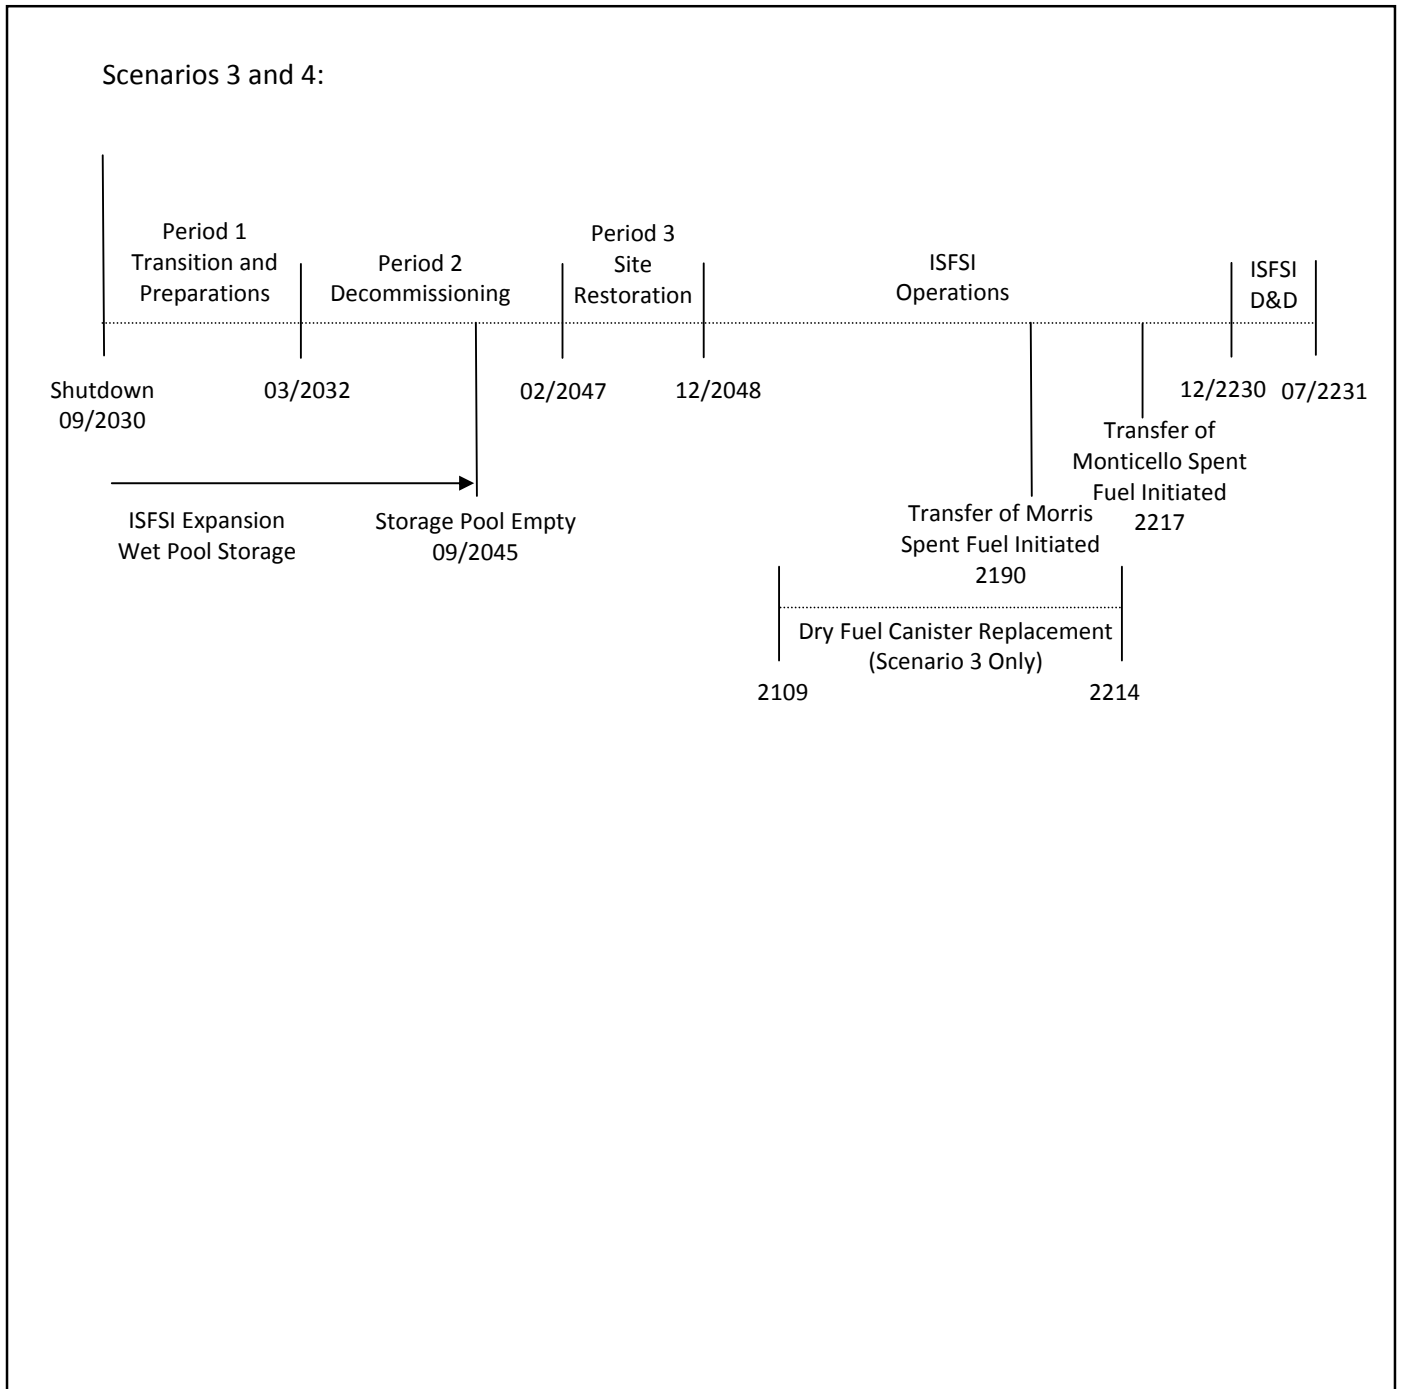 Scenarios 3 and 4:
Period 1
Transition and
Preparations
Period 2
Decommissioning
Period 3
Site
Restoration
ISFSI
Operations
ISFSI
D&D
Shutdown
09/2030
03/2032
02/2047
12/2048
12/2230
07/2231
ISFSI Expansion
Wet Pool Storage
Storage Pool Empty
09/2045
Transfer of Morris
Spent Fuel Initiated
2190
Transfer of
Monticello Spent
Fuel Initiated
2217
Dry Fuel Canister Replacement
(Scenario 3 Only)
2109
2214